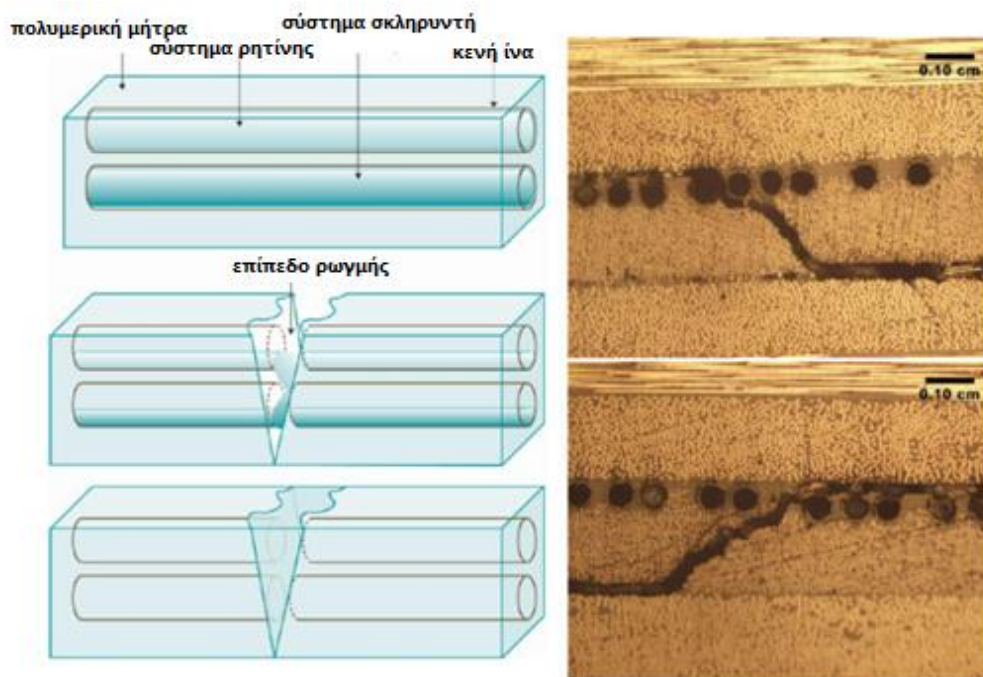 πολυμερική μήτρα
σύστημα ρητίνης
σύστημα σκληρυντή
κενή ίνα
επίπεδο ρωγμής
0.10 cm
0.10 cm